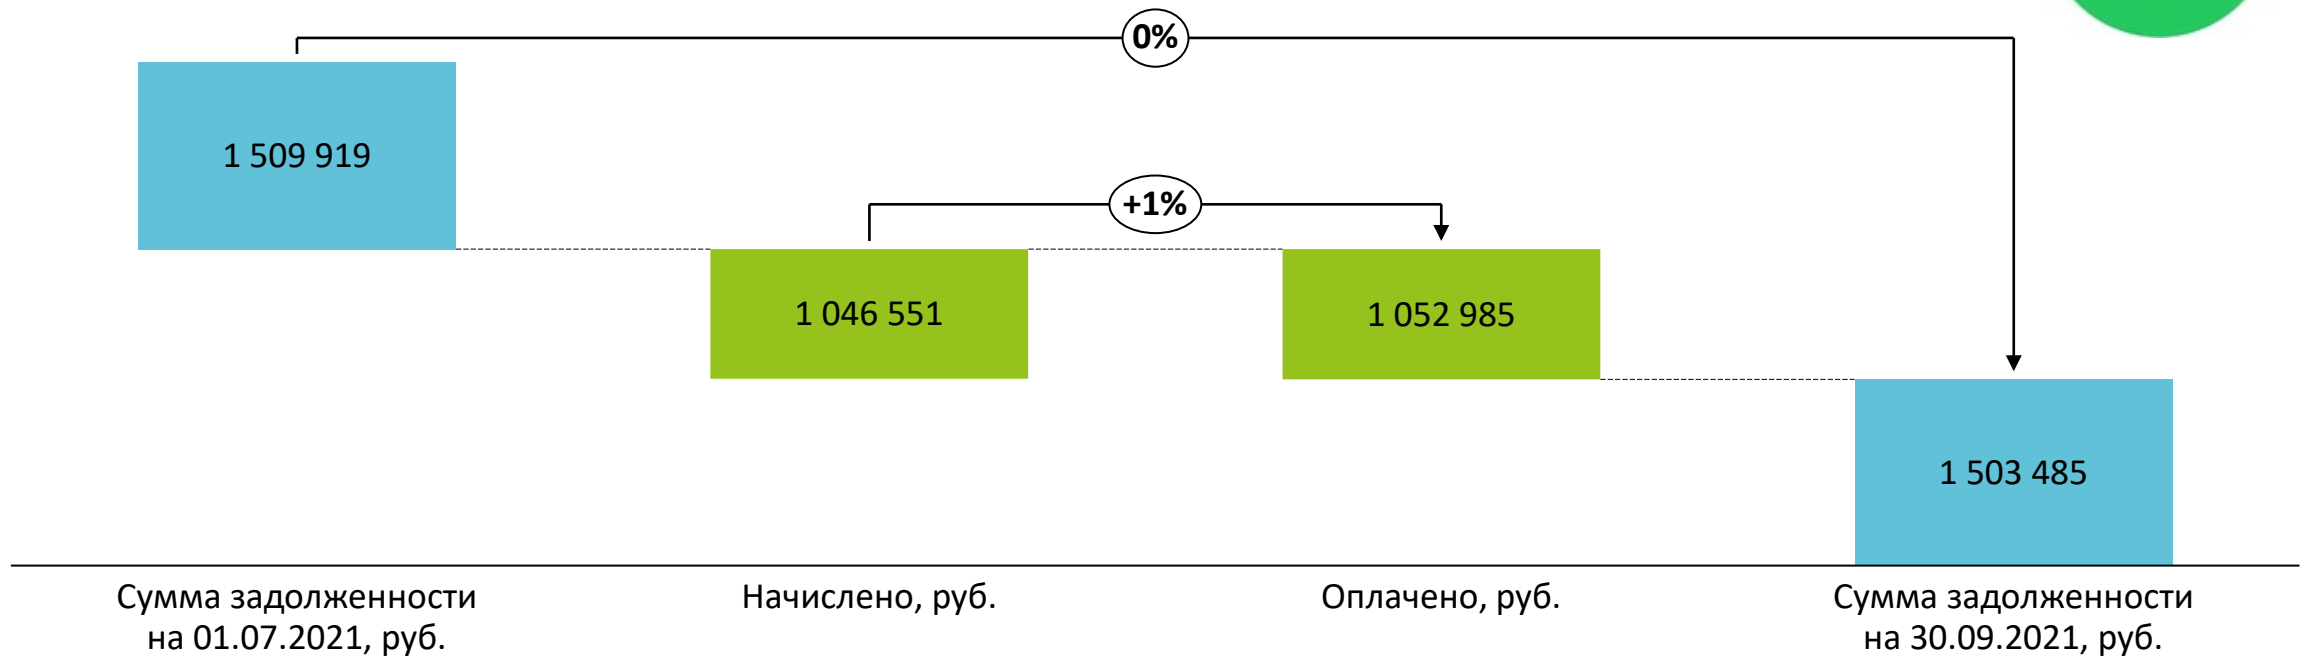 0%
1 509 919
+1%
1 046 551
1 052 985
1 503 485
Сумма задолженности
на 01.07.2021, руб.
Начислено, руб.
Оплачено, руб.
Сумма задолженности
на 30.09.2021, руб.